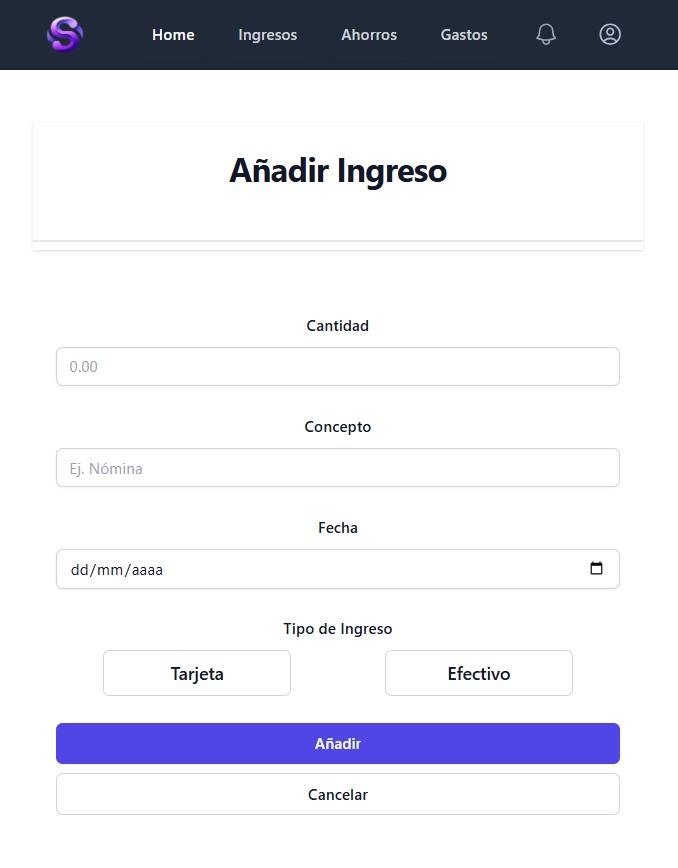 Home Ingresos Ahorros Gastos
Añadir Ingreso
Cantidad
0.00
Concepto
Ej. Nómina
Fecha
dd/mm/aaaa
Tipo de Ingreso
Tarjeta Efectivo
Añadir
Cancelar